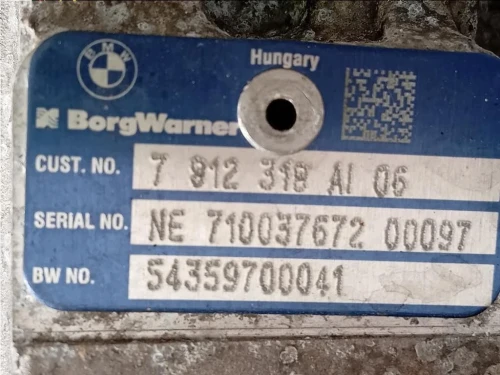 BMW
Hungary
BorgWarner
CUST. NO. 7 812 318 AI 06
SERIAL NO. NE 710037672 00097
BW NO. 54359700041